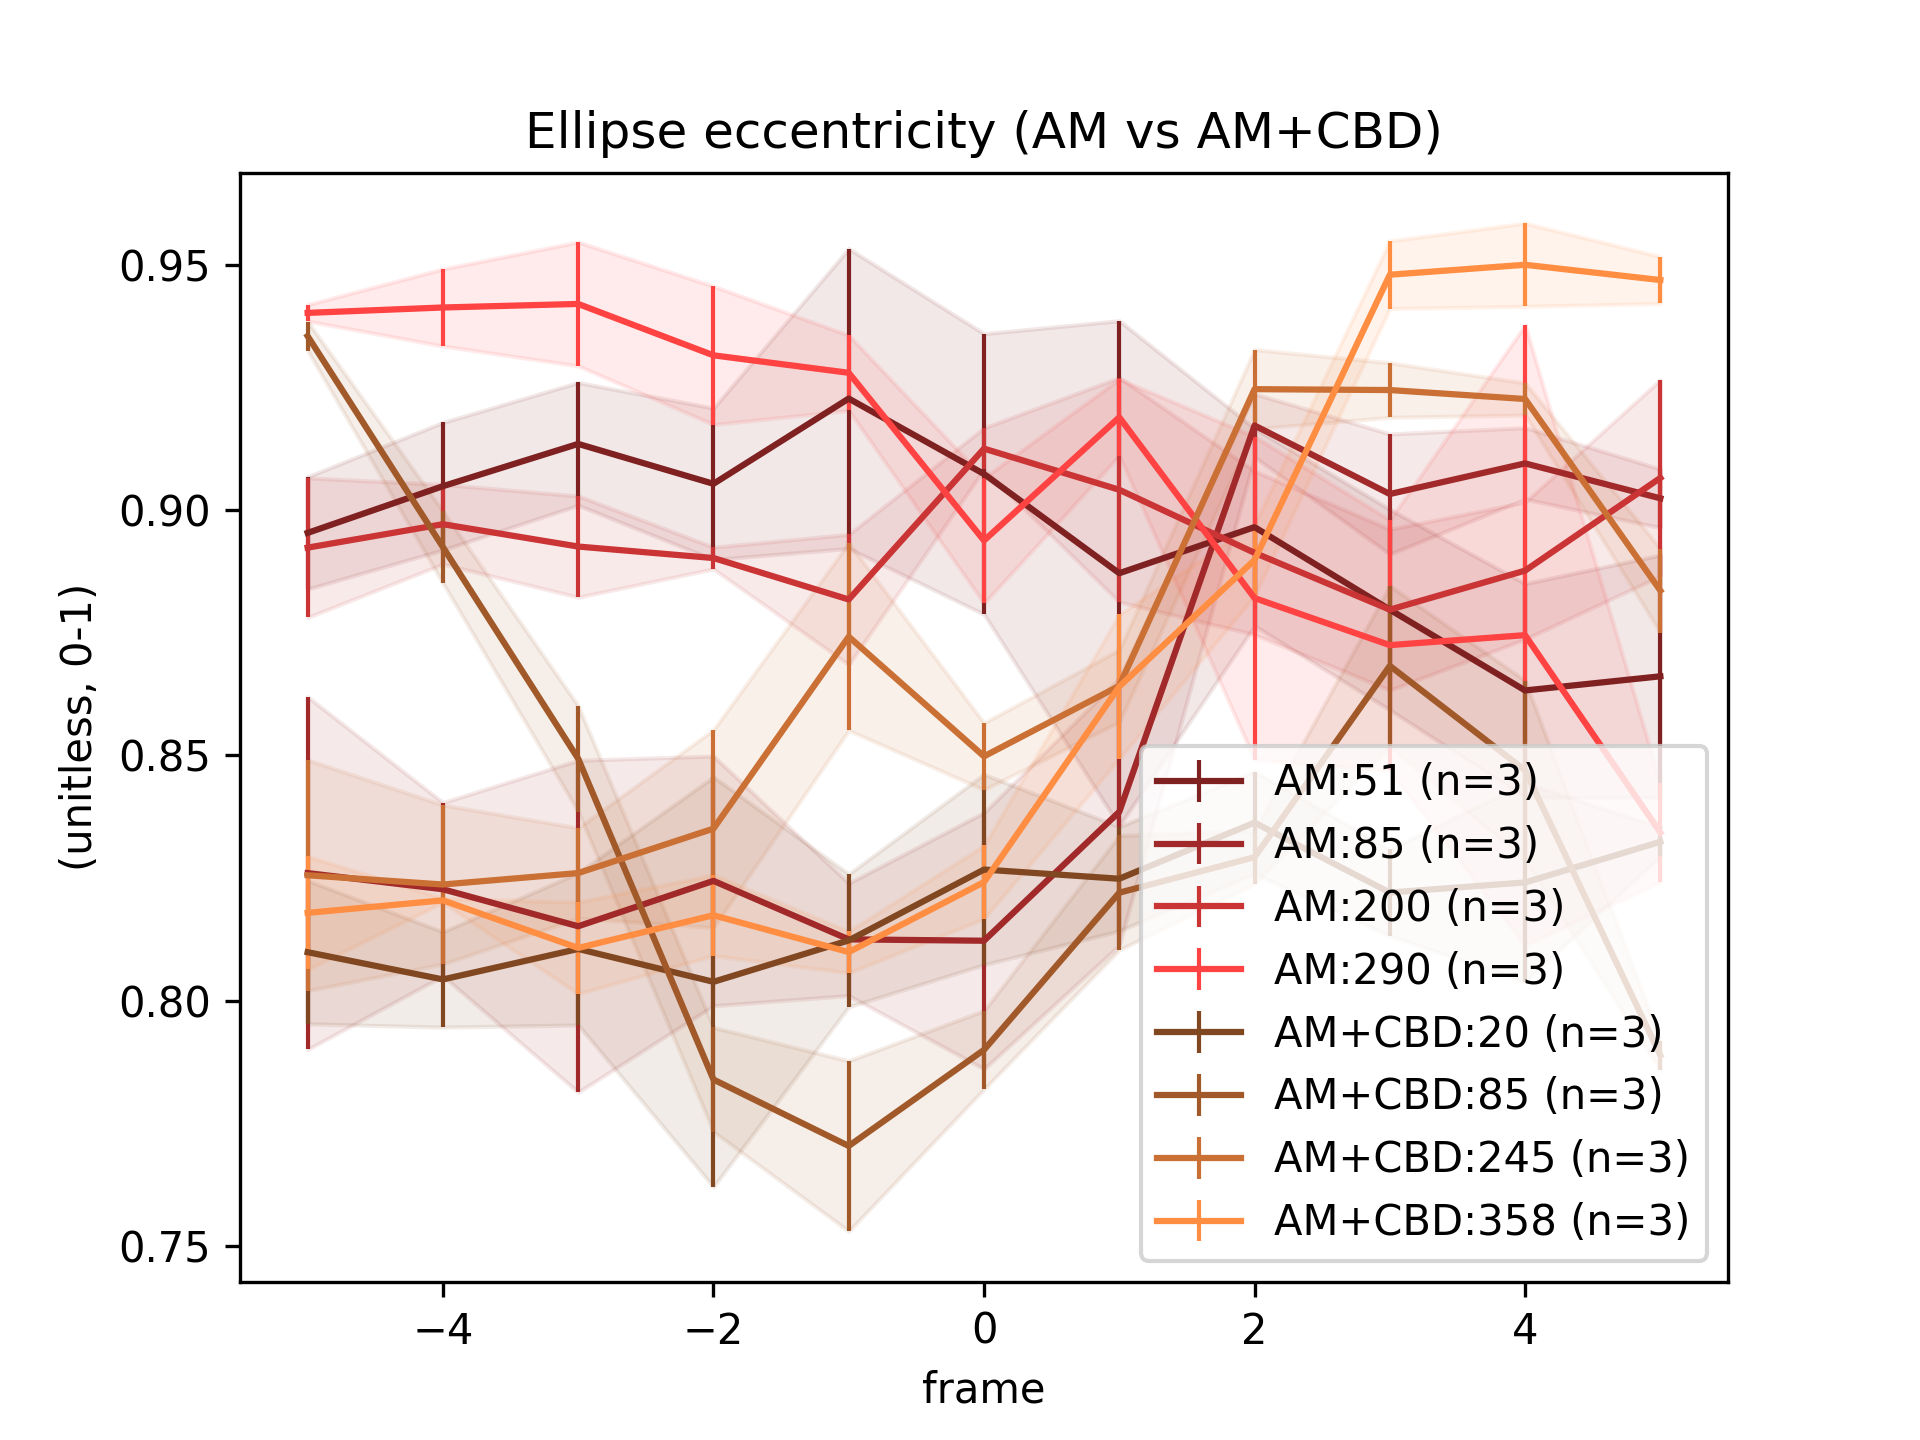 Ellipse eccentricity (AM vs AM+CBD)
(unitless, 0-1)
0.95
0.90
0.85
0.80
0.75
AM:51 (n=3)
AM:85 (n=3)
AM:200 (n=3)
AM:290 (n=3)
AM+CBD:20 (n=3)
AM+CBD:85 (n=3)
AM+CBD:245 (n=3)
AM+CBD:358 (n=3)
−4 −2 0 2 4
frame